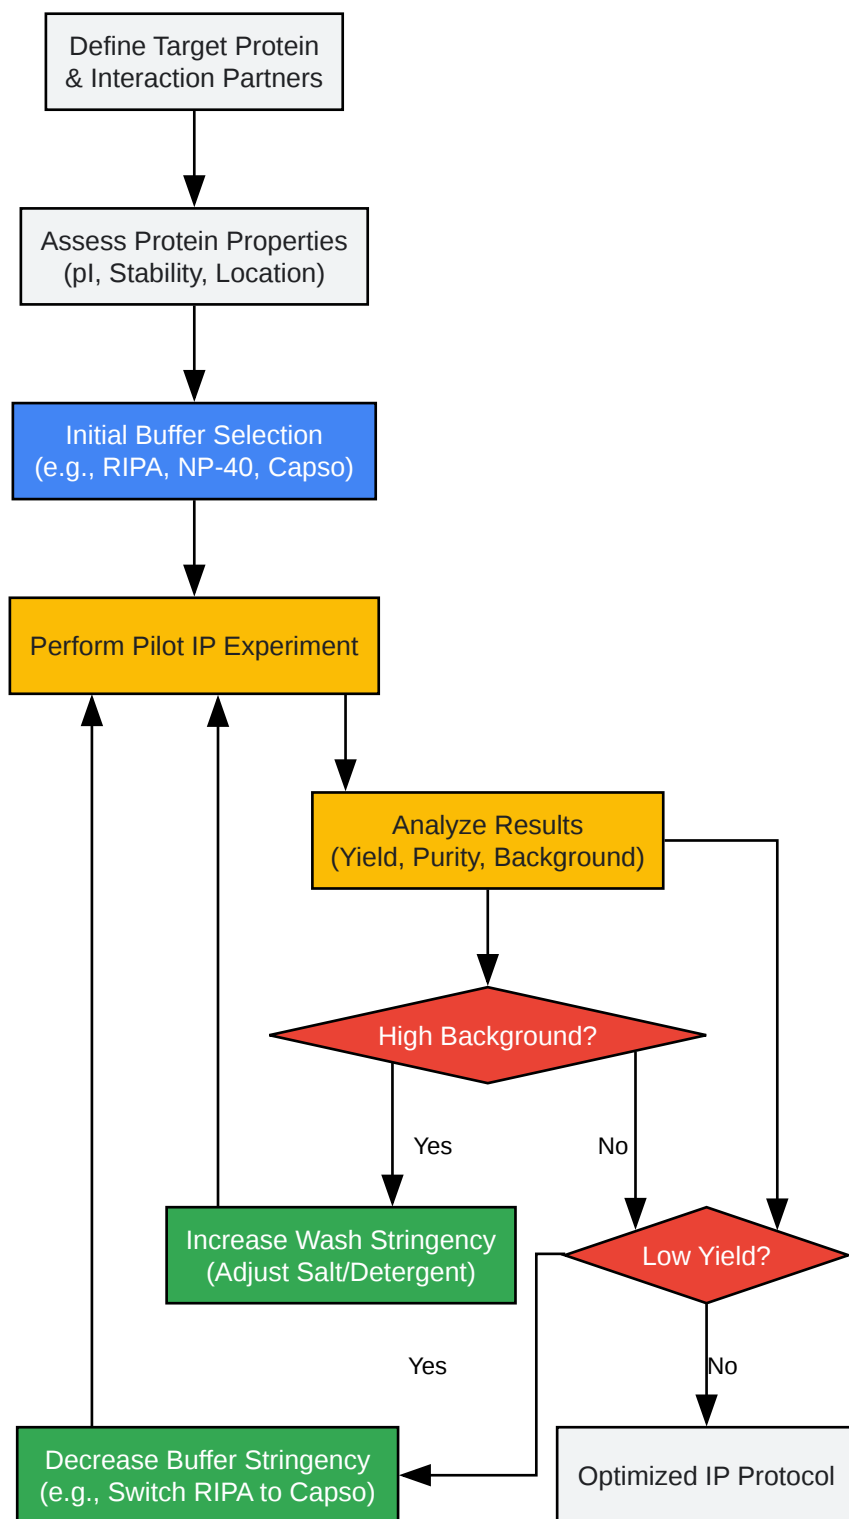 Define Target Protein
& Interaction Partners
Assess Protein Properties
(pI, Stability, Location)
Initial Buffer Selection
(e.g., RIPA, NP-40, Capso)
Perform Pilot IP Experiment
Analyze Results
(Yield, Purity, Background)
High Background?
Yes
No
Increase Wash Stringency
(Adjust Salt/Detergent)
Low Yield?
Yes
No
Decrease Buffer Stringency
(e.g., Switch RIPA to Capso)
Optimized IP Protocol